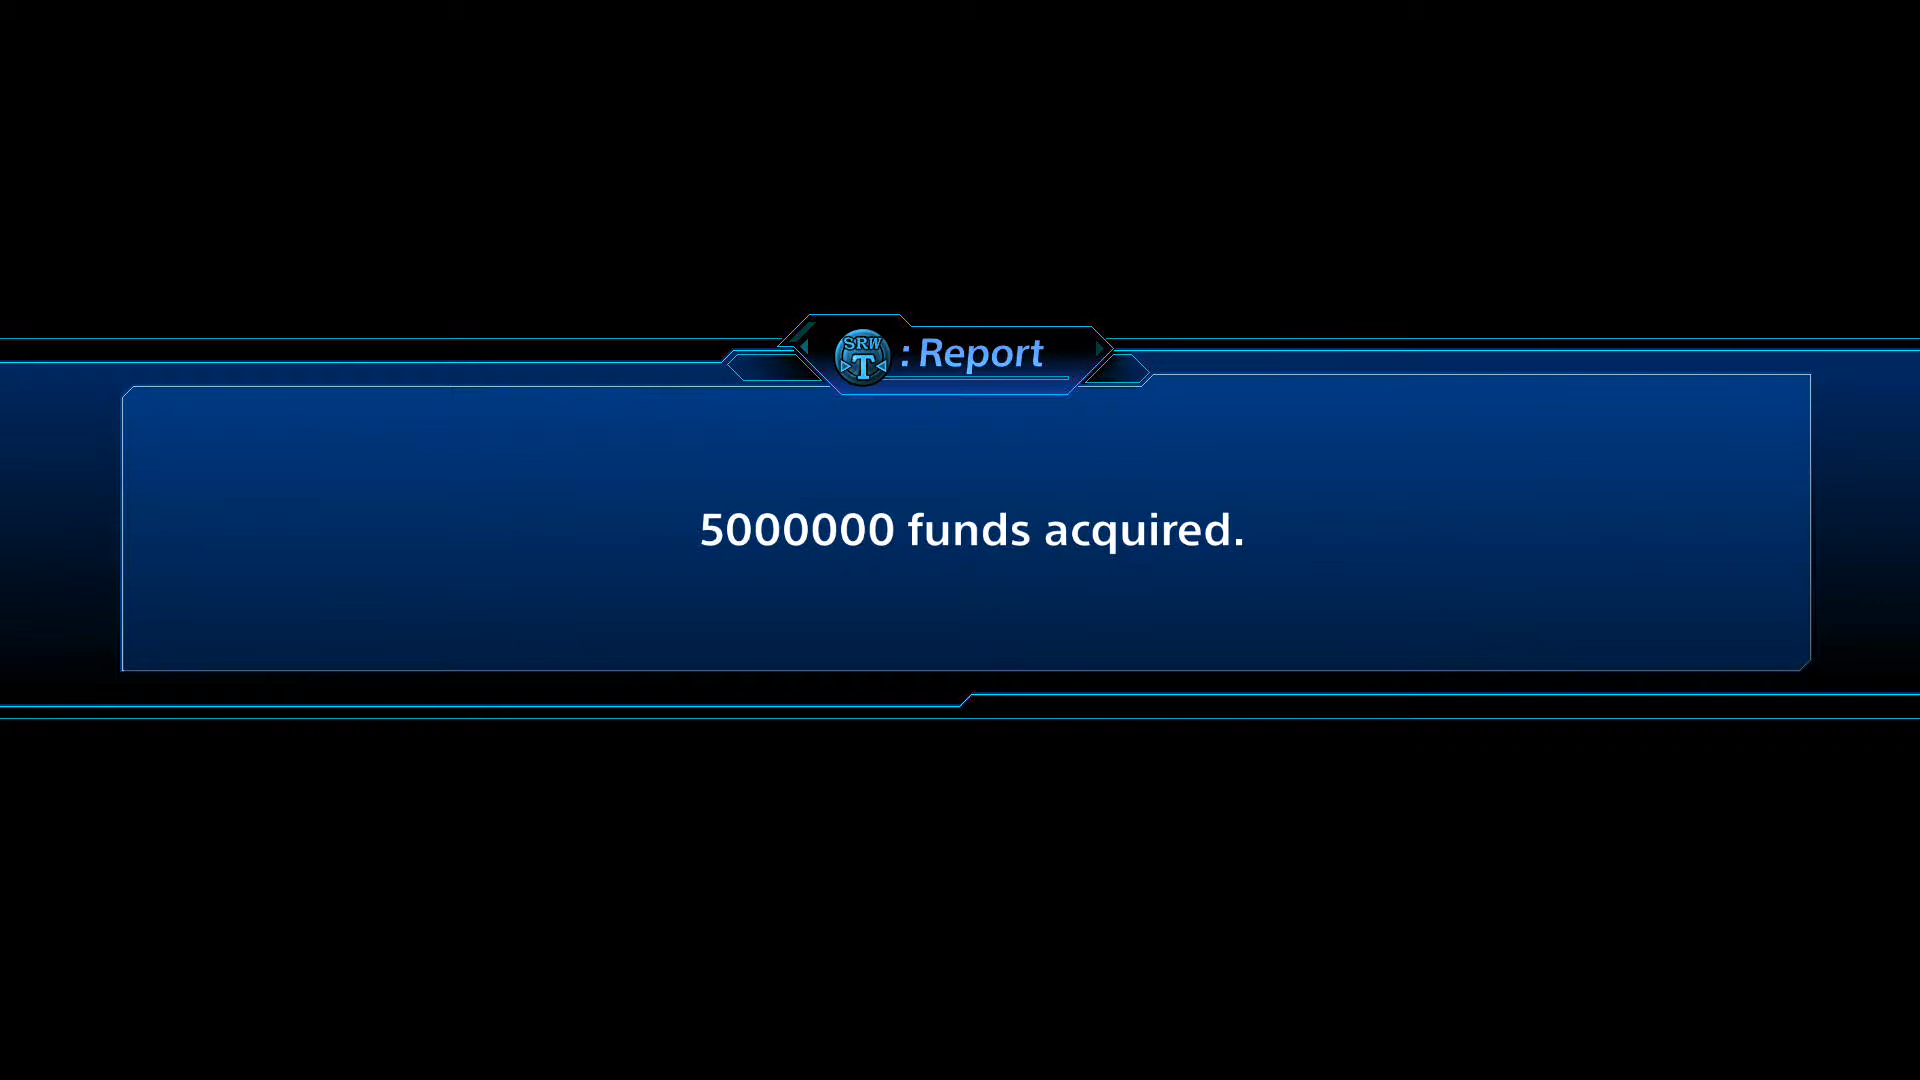 SRW
T
: Report
5000000 funds acquired.